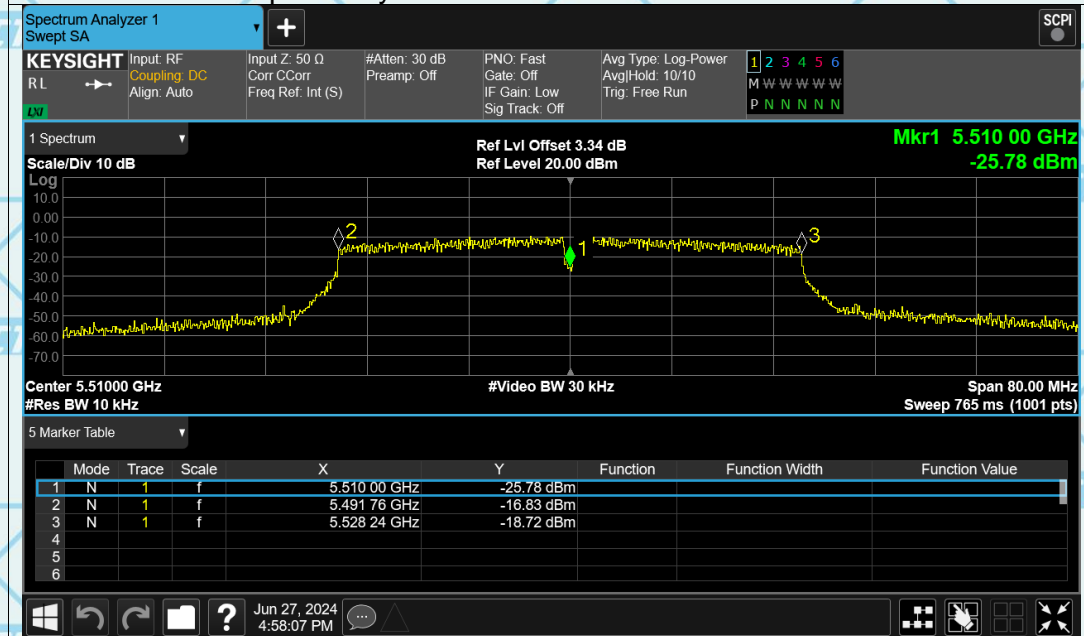 Spectrum Analyzer 1
Swept SA
+
SCPI
KEYSIGHT Input: RF Input Z: 50 Ω #Atten: 30 dB PNO: Fast Avg Type: Log-Power 1 2 3 4 5 6
RL Coupling: DC Corr CCorr Preamp: Off Gate: Off Avg|Hold: 10/10 M W W W W W
Align: Auto Freq Ref: Int (S) IF Gain: Low Trig: Free Run
LXI Sig Track: Off P N N N N N
1 Spectrum
Ref Lvl Offset 3.34 dB Mkr1 5.510 00 GHz
Scale/Div 10 dB Ref Level 20.00 dBm -25.78 dBm
Log
10.0
0.00
-10.0
-20.0
-30.0
-40.0
-50.0
-60.0
-70.0
2 1 3
Center 5.51000 GHz #Video BW 30 kHz Span 80.00 MHz
#Res BW 10 kHz Sweep 765 ms (1001 pts)
5 Marker Table
Mode Trace Scale X Y Function Function Width Function Value
1 N 1 f 5.510 00 GHz -25.78 dBm
2 N 1 f 5.491 76 GHz -16.83 dBm
3 N 1 f 5.528 24 GHz -18.72 dBm
4
5
6
? Jun 27, 2024
4:58:07 PM